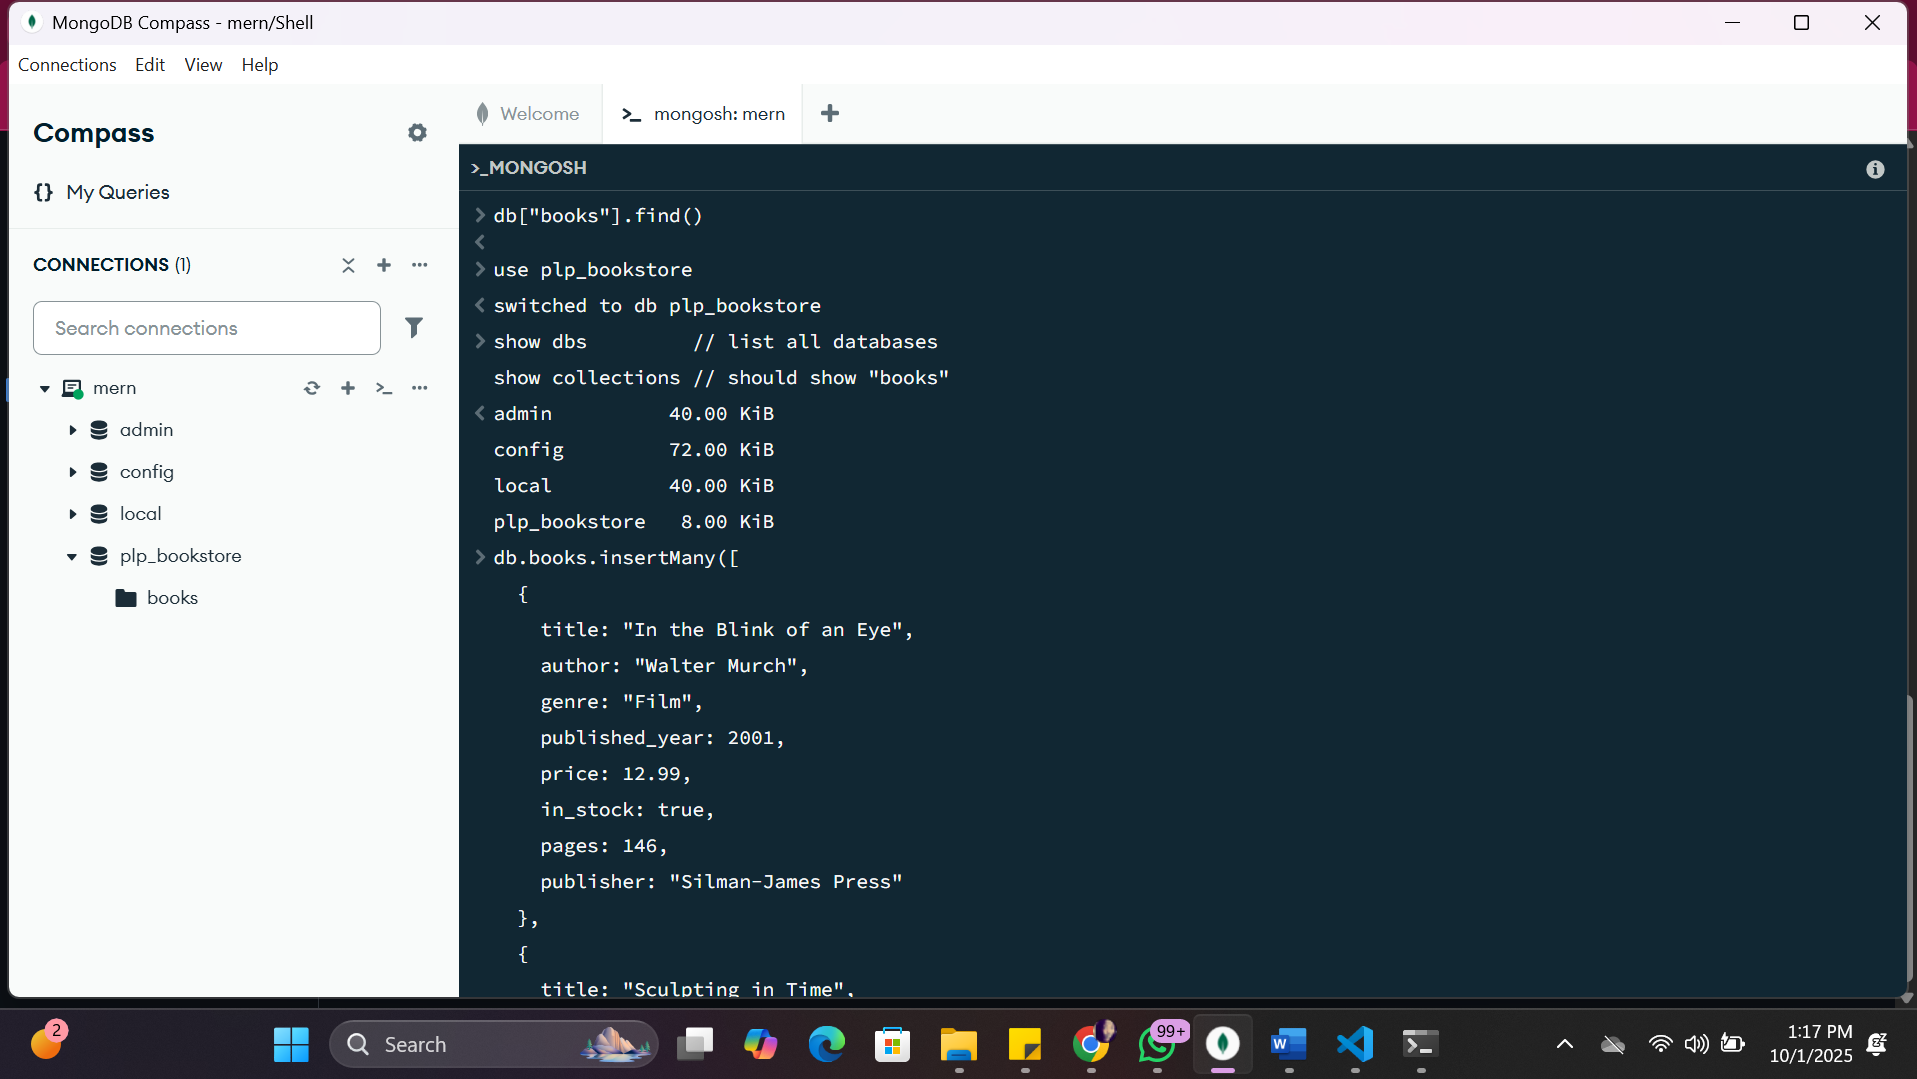 MongoDB Compass - mern/Shell
Connections Edit View Help
Compass
My Queries
CONNECTIONS (1)
Search connections
mern
admin
config
local
plp_bookstore
books
Welcome
>_ mongosh: mern
>_MONGOSH
> db["books"].find()
<
> use plp_bookstore
< switched to db plp_bookstore
> show dbs         // list all databases
show collections // should show "books"
< admin          40.00 KiB
config         72.00 KiB
local          40.00 KiB
plp_bookstore   8.00 KiB
> db.books.insertMany([
{
title: "In the Blink of an Eye",
author: "Walter Murch",
genre: "Film",
published_year: 2001,
price: 12.99,
in_stock: true,
pages: 146,
publisher: "Silman-James Press"
},
{
title: "Sculpting in Time",
2
Search
99+
1:17 PM
10/1/2025